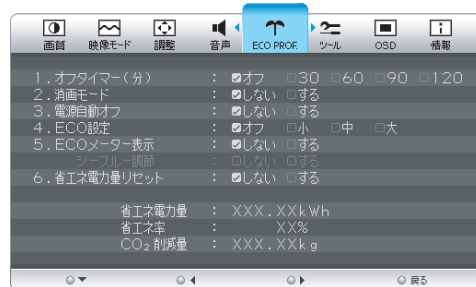 画質 映像モード 調整 音声 ECO PROF. ツール OSD 情報
1.オフタイマー(分) : ☑オフ □30 □60 □90 □120
2.消画モード : ☑しない □する
3.電源自動オフ : ☑しない □する
4.ECO設定 : ☑オフ □小 □中 □大
5.ECOメーター表示 : ☑しない □する
シースルー調節 : □しない □する
6.省エネ電力量リセット : ☑しない □する
省エネ電力量 : XXX.XXkWh
省エネ率 : XX%
CO₂削減量 : XXX.XXkg
戻る